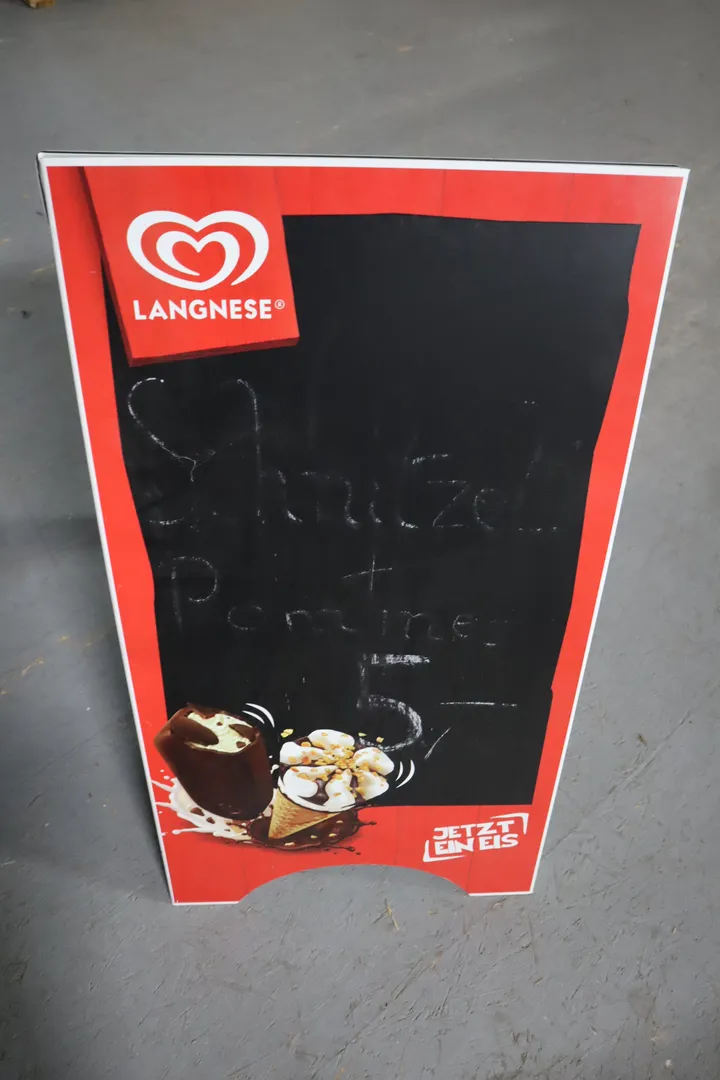 LANGNESE®
Schnitzel
+
Pommes
5,—
JETZT
EIN EIS